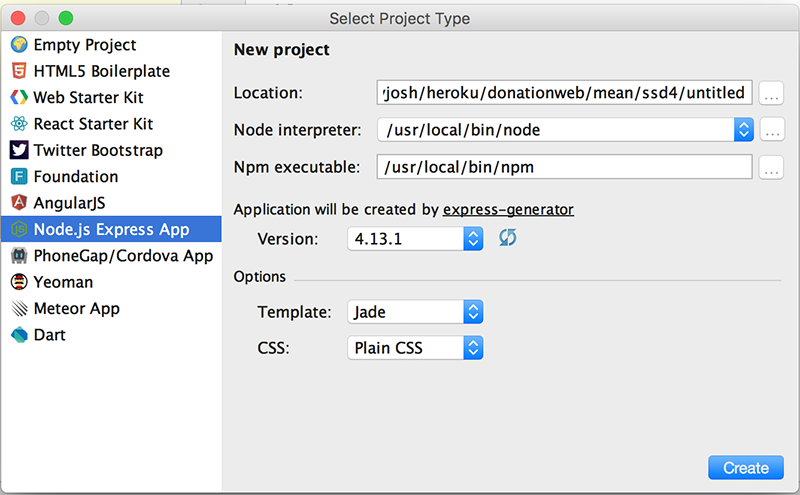 Select Project Type
Empty Project
HTML5 Boilerplate
Web Starter Kit
React Starter Kit
Twitter Bootstrap
Foundation
AngularJS
Node.js Express App
PhoneGap/Cordova App
Yeoman
Meteor App
Dart
New project
Location: josh/heroku/donationweb/mean/ssd4/untitled ...
Node interpreter: /usr/local/bin/node ...
Npm executable: /usr/local/bin/npm ...
Application will be created by express-generator
Version: 4.13.1
Options
Template: Jade
CSS: Plain CSS
Create